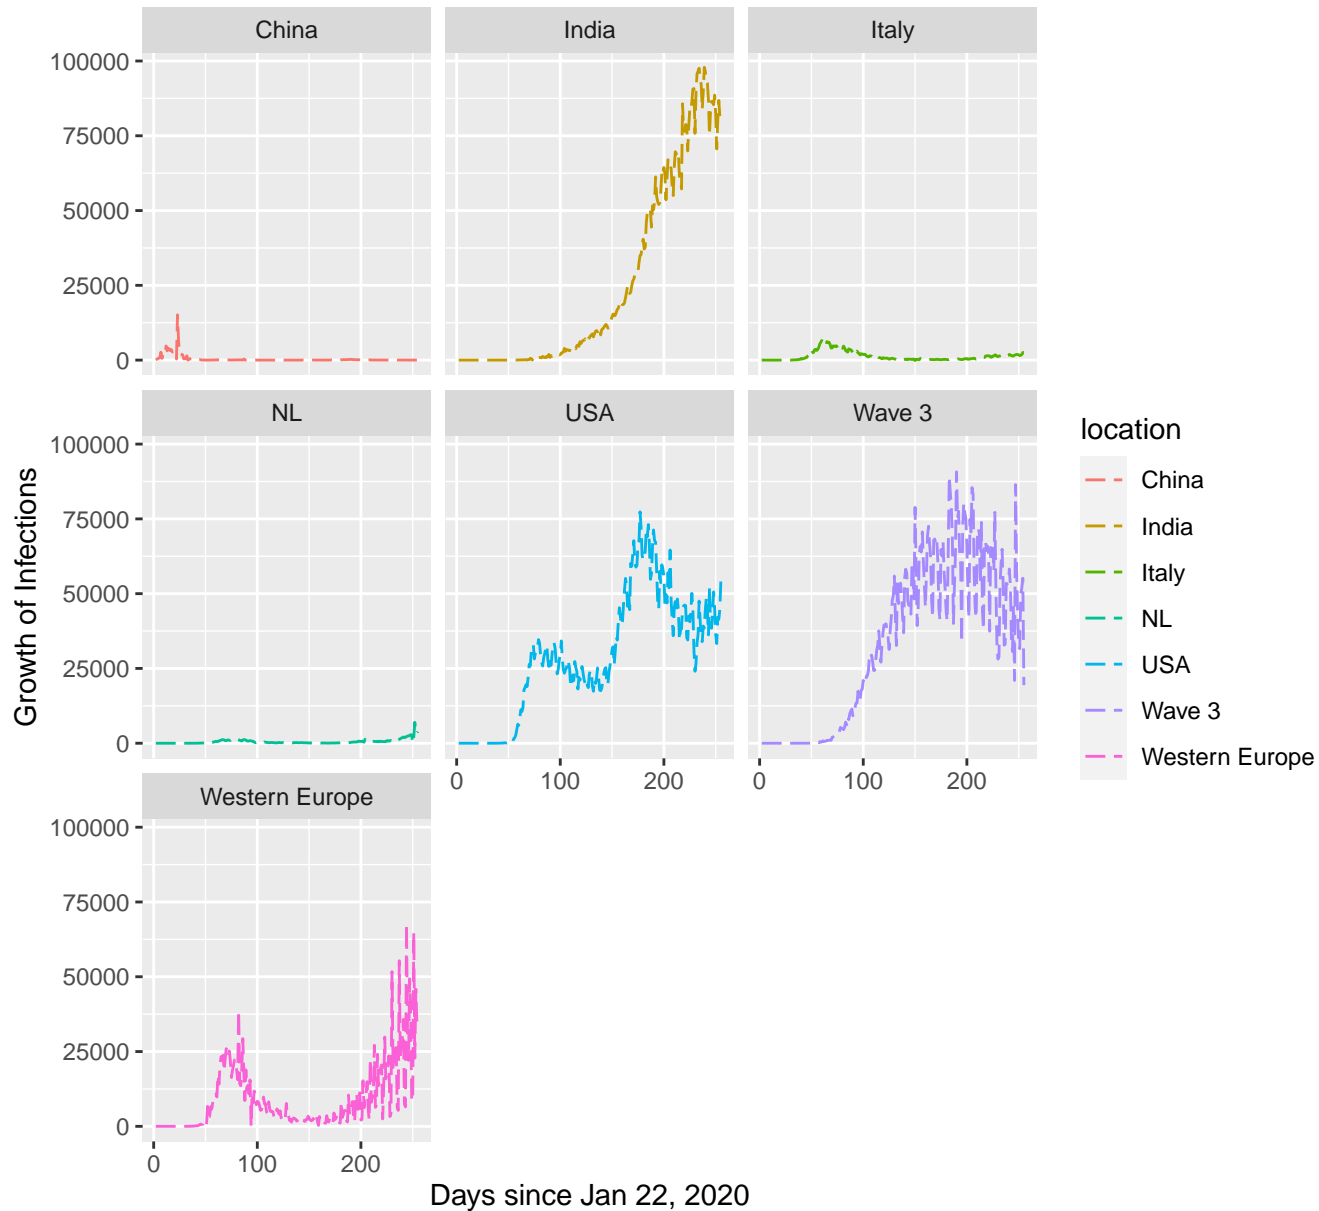 China
India
Italy
100000
75000
50000
25000
0
NL
USA
Wave 3
100000
75000
50000
25000
0
0
100
200
0
100
200
Western Europe
100000
75000
50000
25000
0
0
100
200
Growth of Infections
Days since Jan 22, 2020
location
China
India
Italy
NL
USA
Wave 3
Western Europe